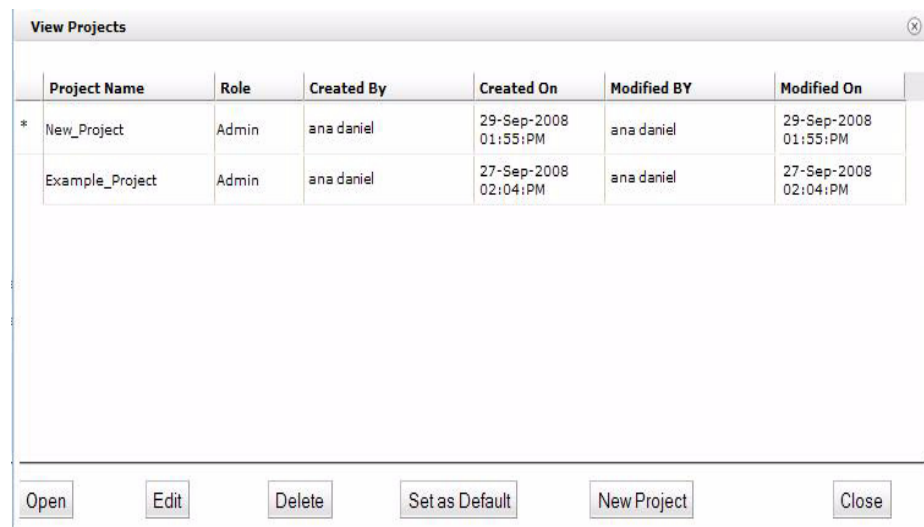 View Projects
Project Name Role Created By Created On Modified BY Modified On
* New_Project Admin ana daniel 29-Sep-2008 01:55:PM ana daniel 29-Sep-2008 01:55:PM
Example_Project Admin ana daniel 27-Sep-2008 02:04:PM ana daniel 27-Sep-2008 02:04:PM
Open Edit Delete Set as Default New Project Close